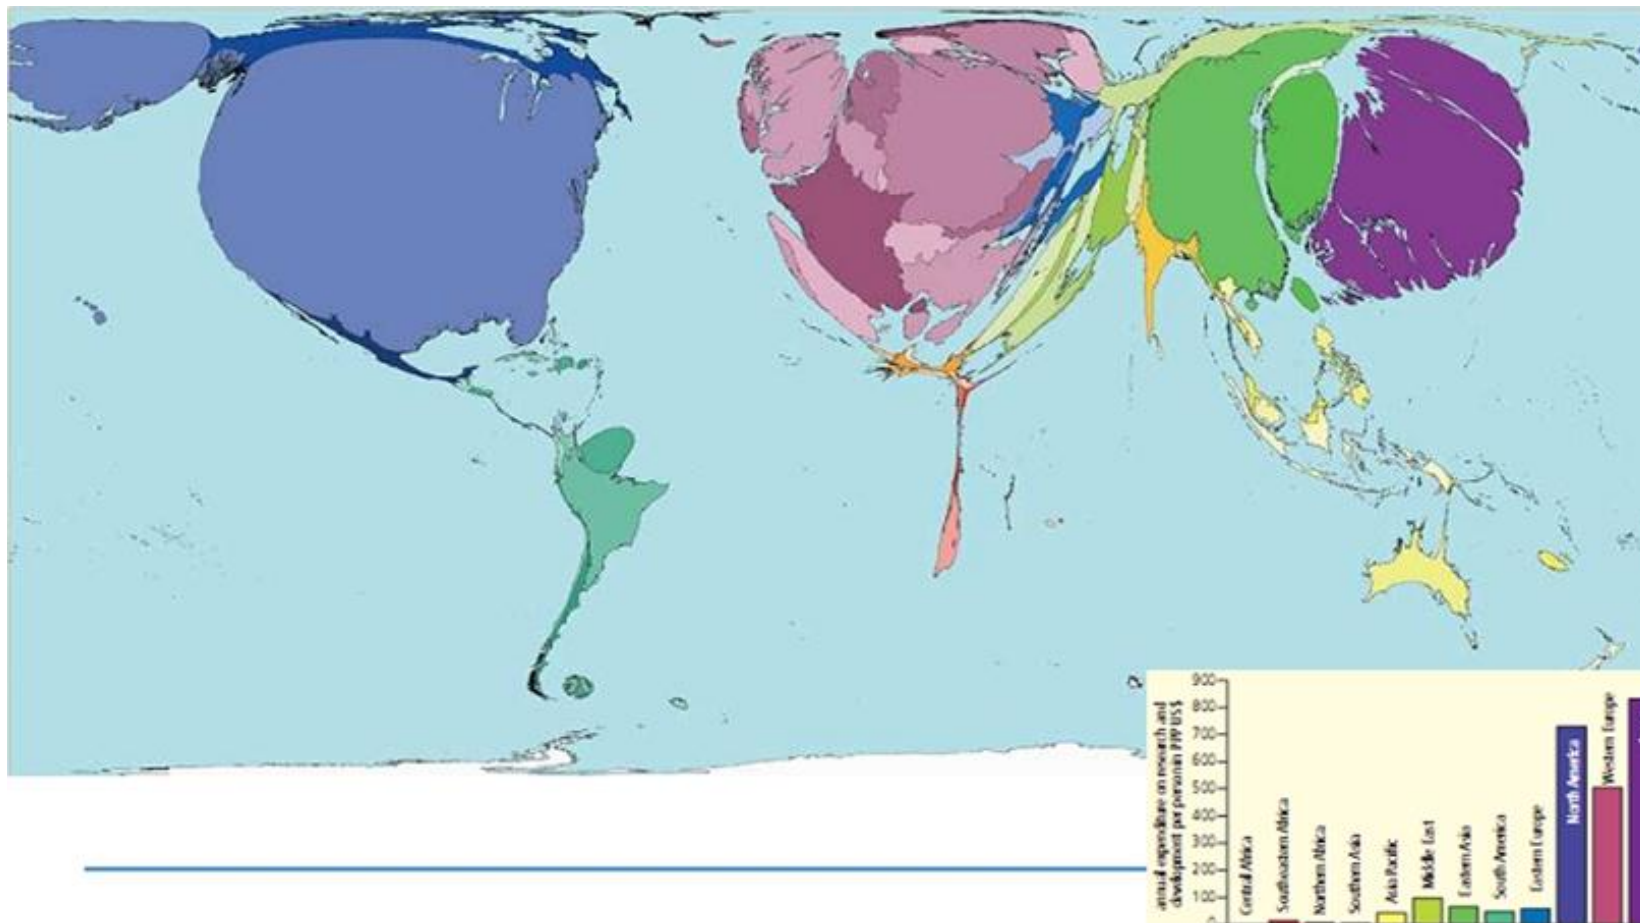 annual expenditure on research and
development per person in PPP US$
900
800
700
600
500
400
300
200
100
0
Central Africa
Southeastern Africa
Northern Africa
Southern Asia
Asia Pacific
Middle East
Eastern Asia
South America
Eastern Europe
North America
Western Europe